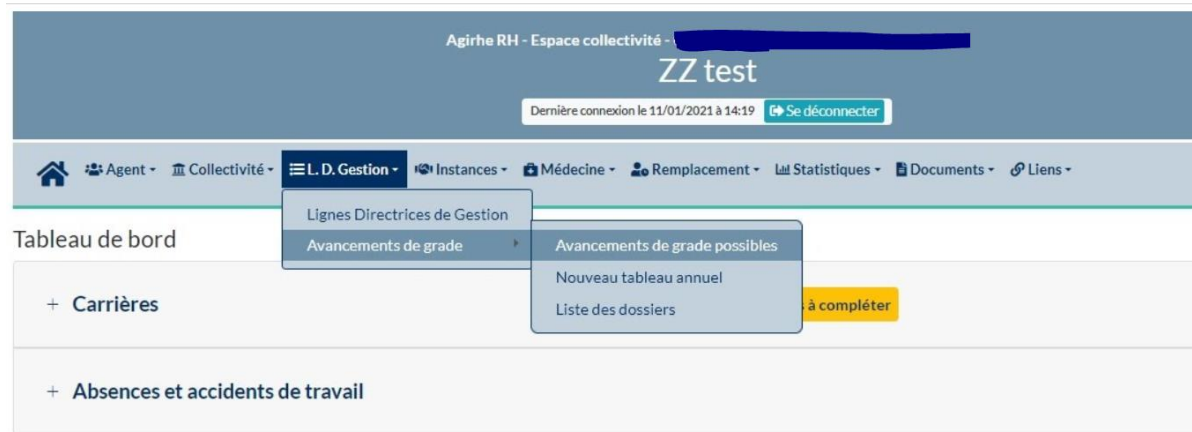 Agirhe RH - Espace collectivité -
ZZ test
Dernière connexion le 11/01/2021 à 14:19 Se déconnecter
Agent Collectivité L. D. Gestion Instances Médecine Remplacement Statistiques Documents Liens
Lignes Directrices de Gestion
Tableau de bord
Avancements de grade
Avancements de grade possibles
Nouveau tableau annuel
Liste des dossiers
+ Carrières
à compléter
+ Absences et accidents de travail